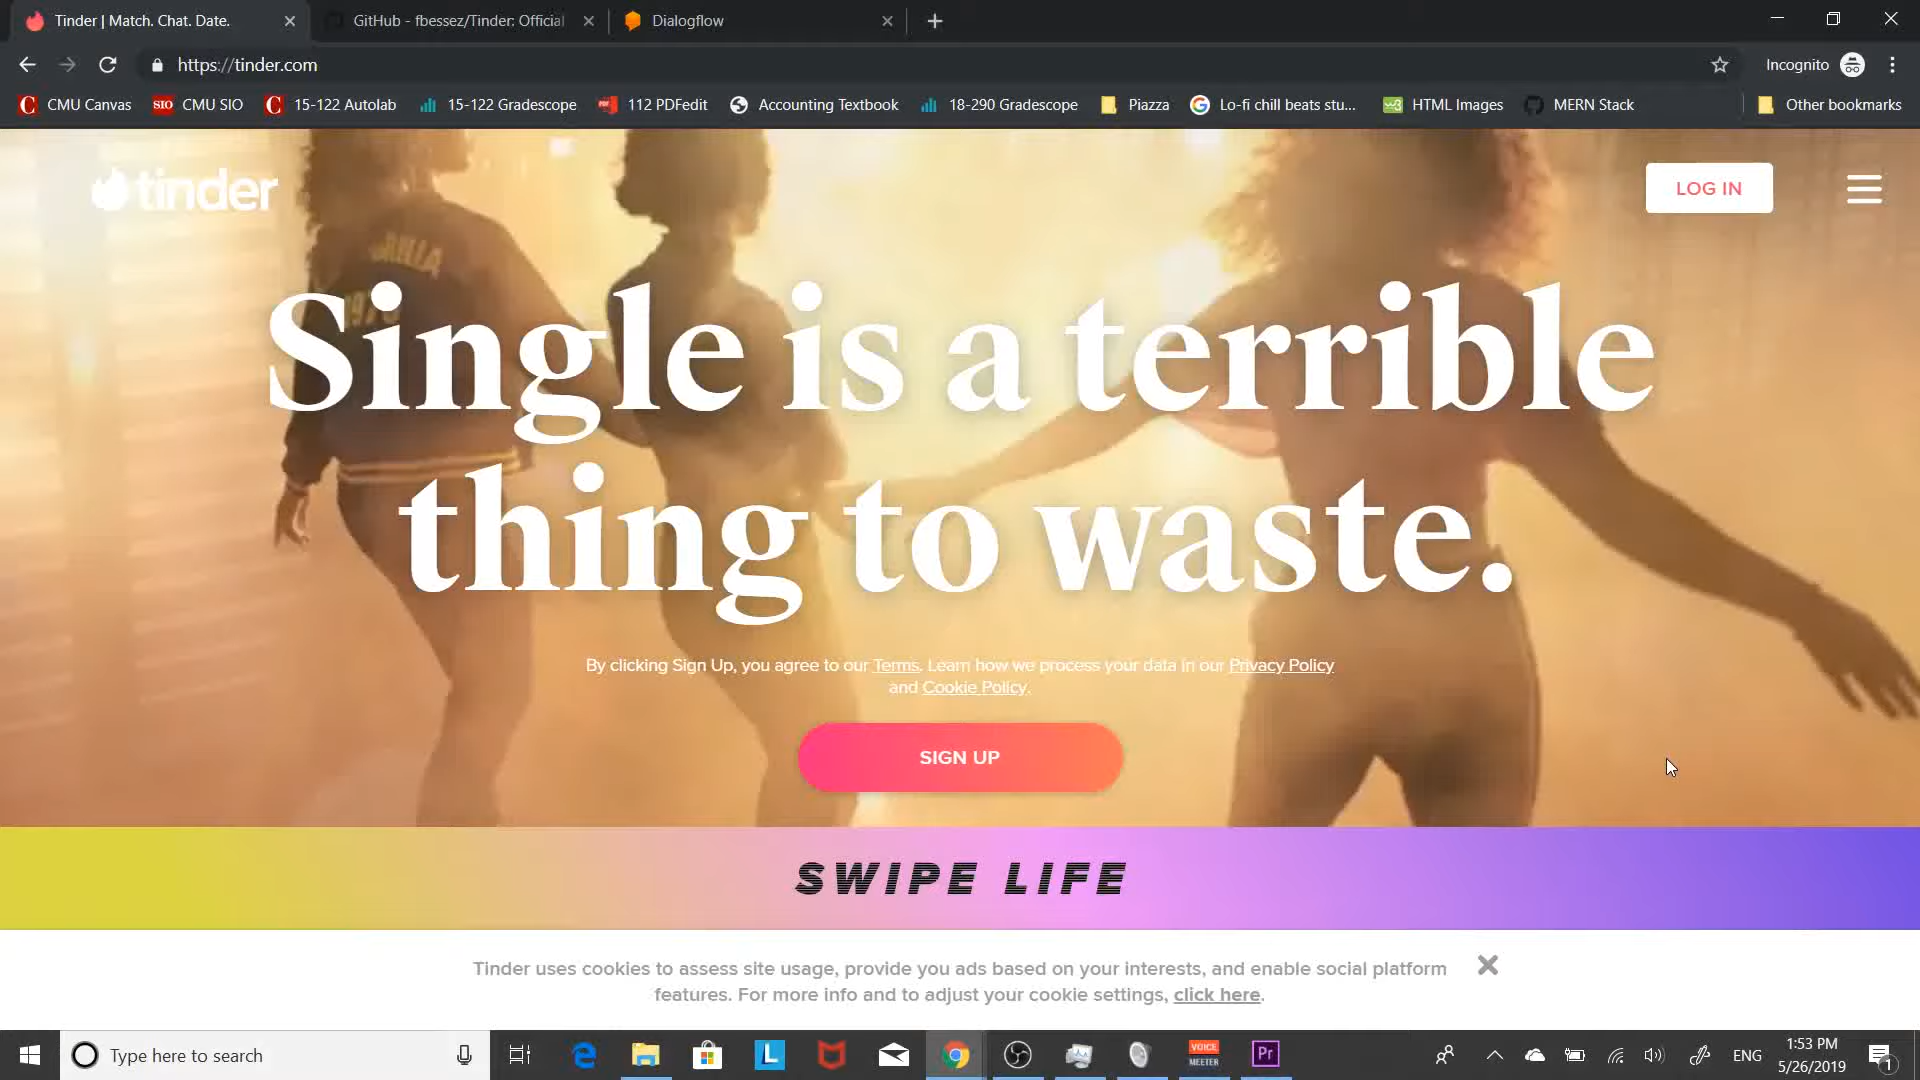 Tinder | Match. Chat. Date.
GitHub - fbessez/Tinder: Official
Dialogflow
https://tinder.com
Incognito
CMU Canvas
SIO
CMU SIO
15-122 Autolab
15-122 Gradescope
112 PDFedit
Accounting Textbook
18-290 Gradescope
Piazza
Lo-fi chill beats stu...
HTML Images
MERN Stack
Other bookmarks
tinder
LOG IN
Single is a terrible
thing to waste.
By clicking Sign Up, you agree to our Terms. Learn how we process your data in our Privacy Policy
and Cookie Policy.
SIGN UP
SWIPE LIFE
Tinder uses cookies to assess site usage, provide you ads based on your interests, and enable social platform
features. For more info and to adjust your cookie settings, click here.
Type here to search
L
VOICE
MEETER
Pr
ENG
1:53 PM
5/26/2019
1